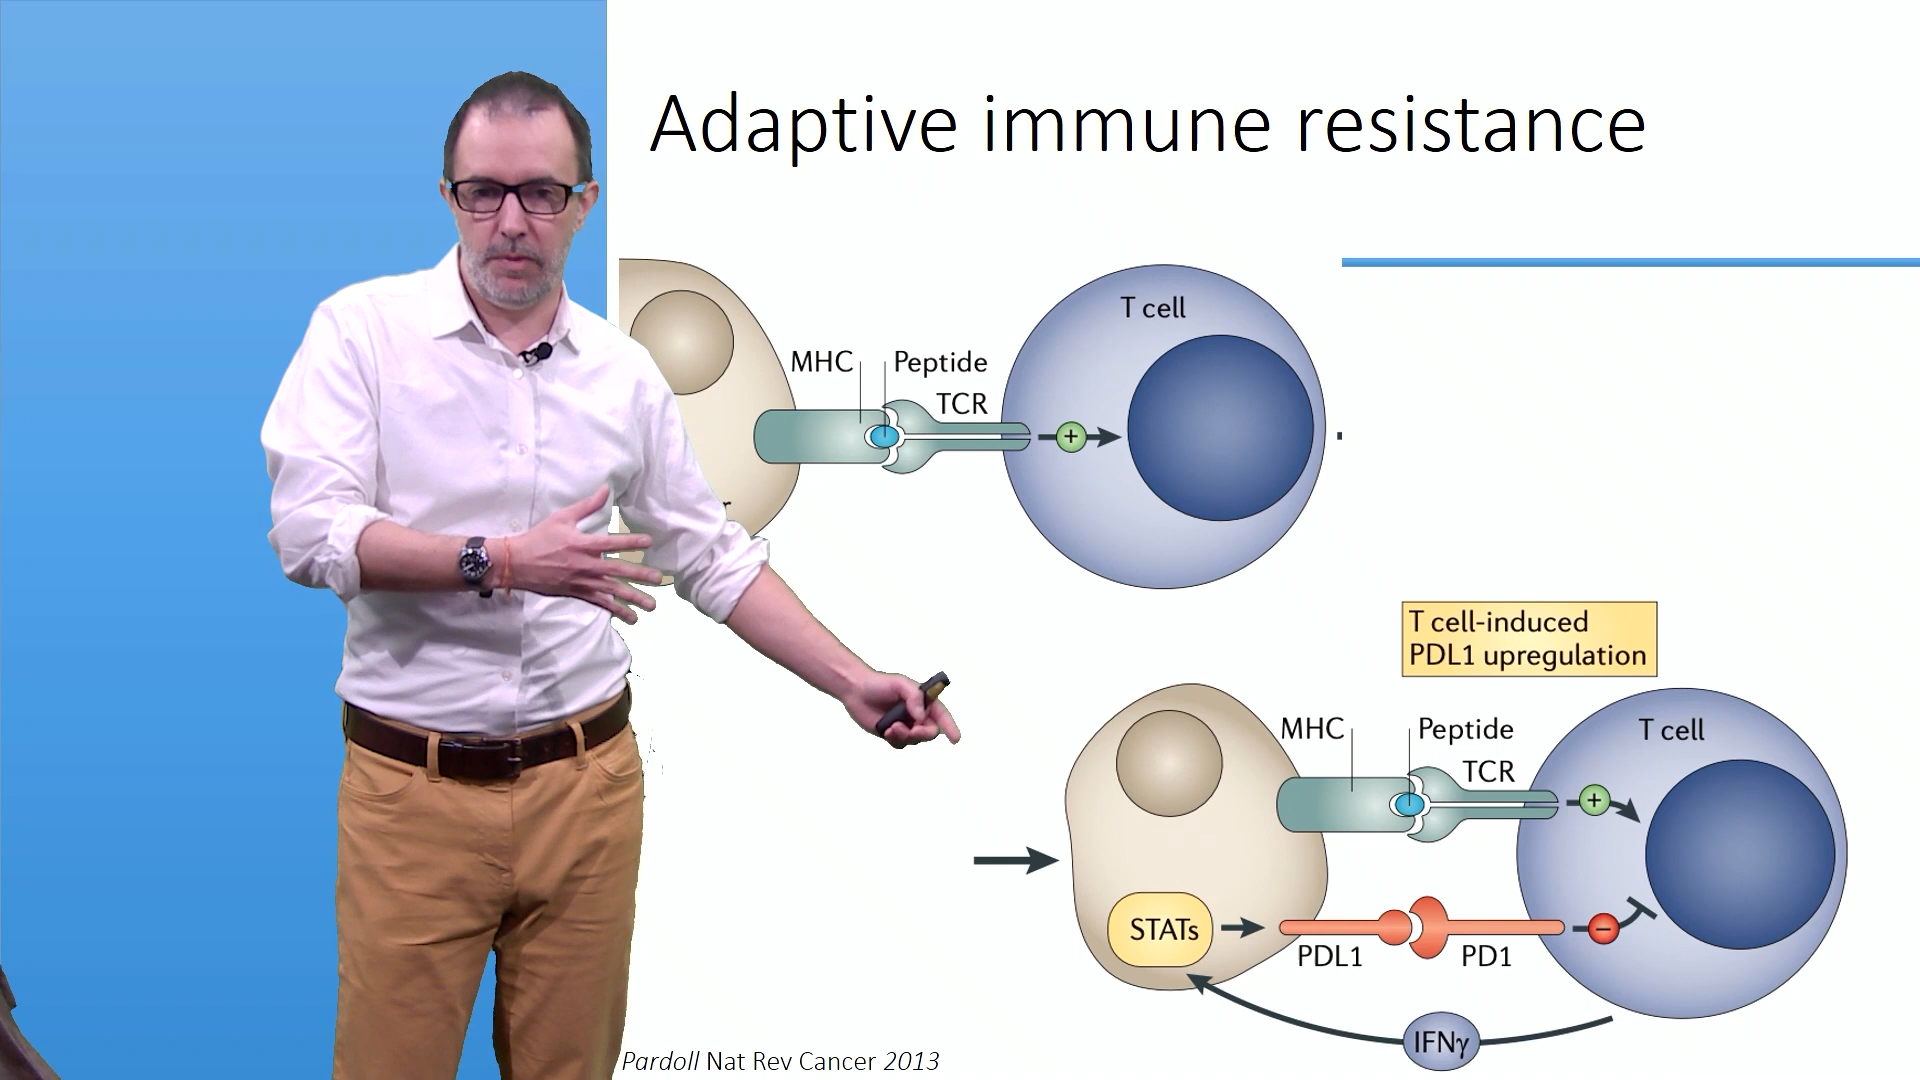 Adaptive immune resistance
T cell
MHC
Peptide
TCR
+
T cell-induced
PDL1 upregulation
MHC
Peptide
T cell
TCR
+
STATs
PDL1
PD1
−
IFNγ
Pardoll Nat Rev Cancer 2013